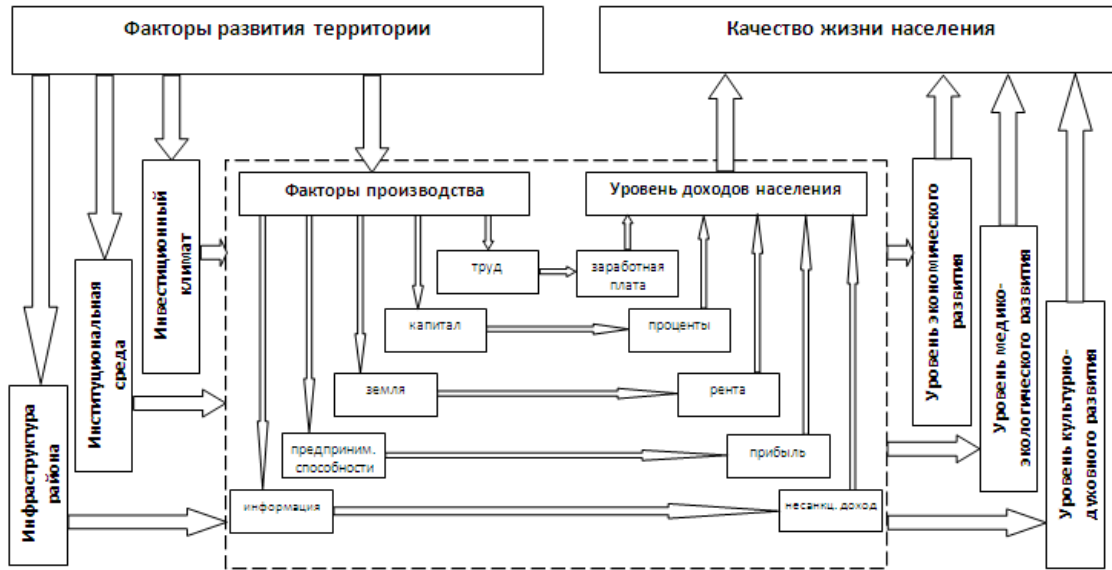 Факторы развития территории
Качество жизни населения
Факторы производства
Уровень доходов населения
Инвестиционный
климат
Институциональная
среда
Инфраструктура
района
труд
заработная
плата
капитал
проценты
земля
рента
предприним.
способности
прибыль
информация
несанкц. доход
Уровень экономического
развития
Уровень медико-
экологического развития
Уровень культурно-
духовного развития